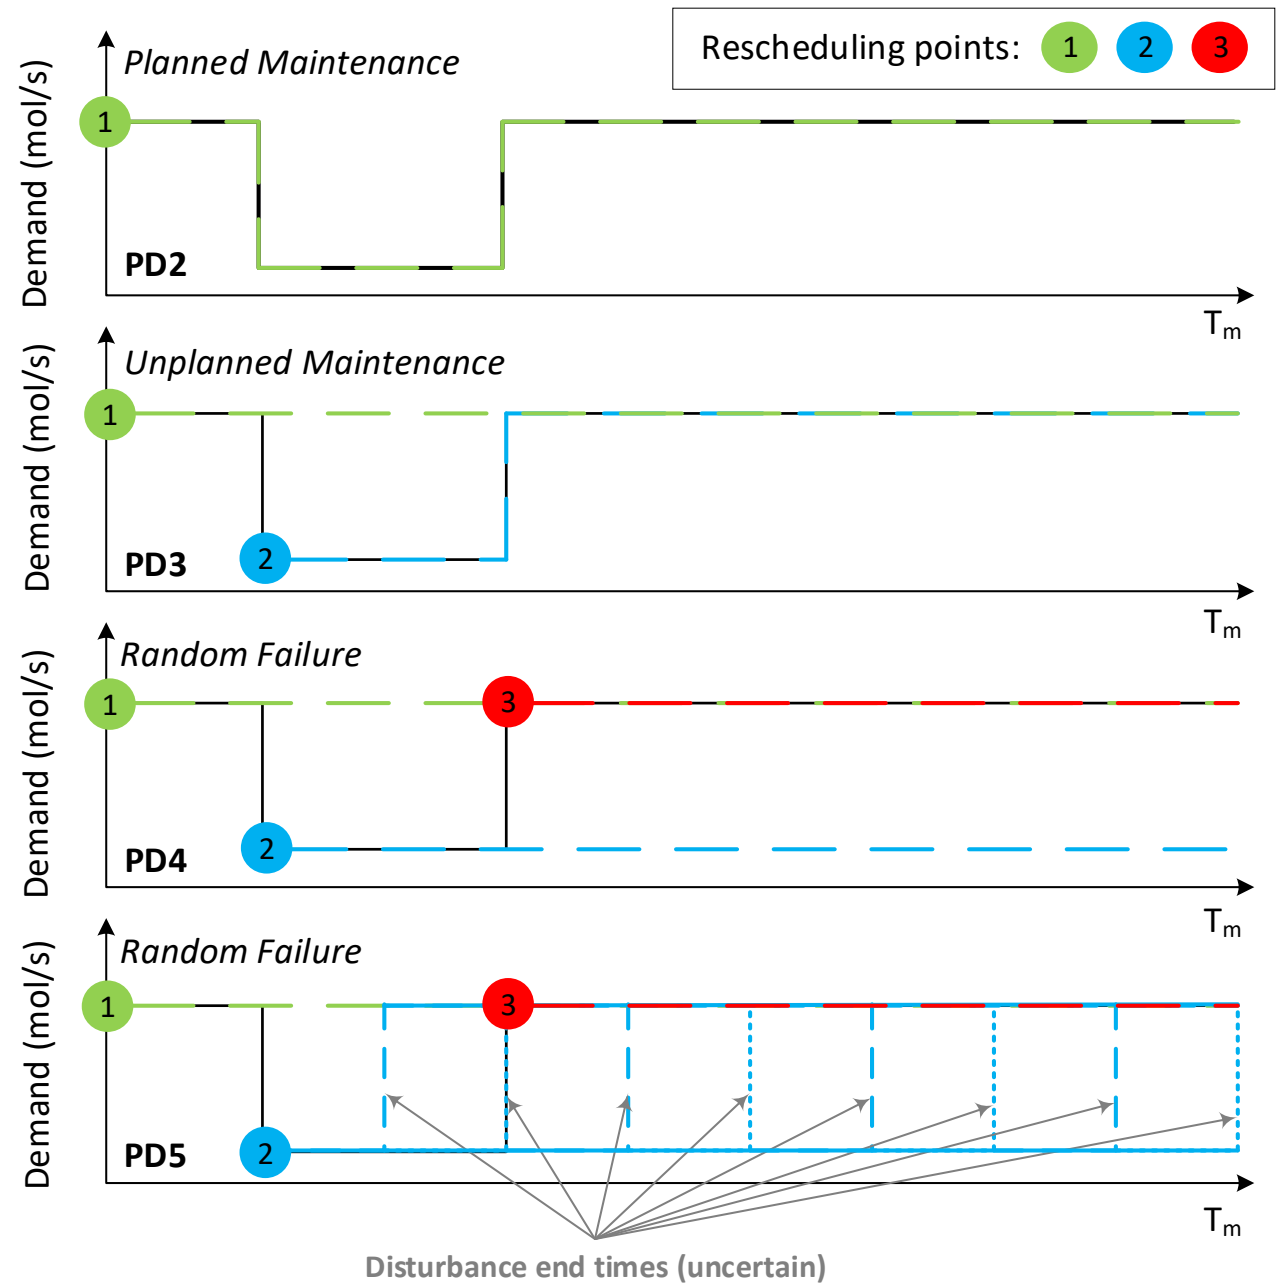 Rescheduling points: 1 2 3
Planned Maintenance
Demand (mol/s)
1
PD2
Tm
Unplanned Maintenance
Demand (mol/s)
1
2
PD3
Tm
Random Failure
Demand (mol/s)
1
3
2
PD4
Tm
Random Failure
Demand (mol/s)
1
3
2
PD5
Tm
Disturbance end times (uncertain)